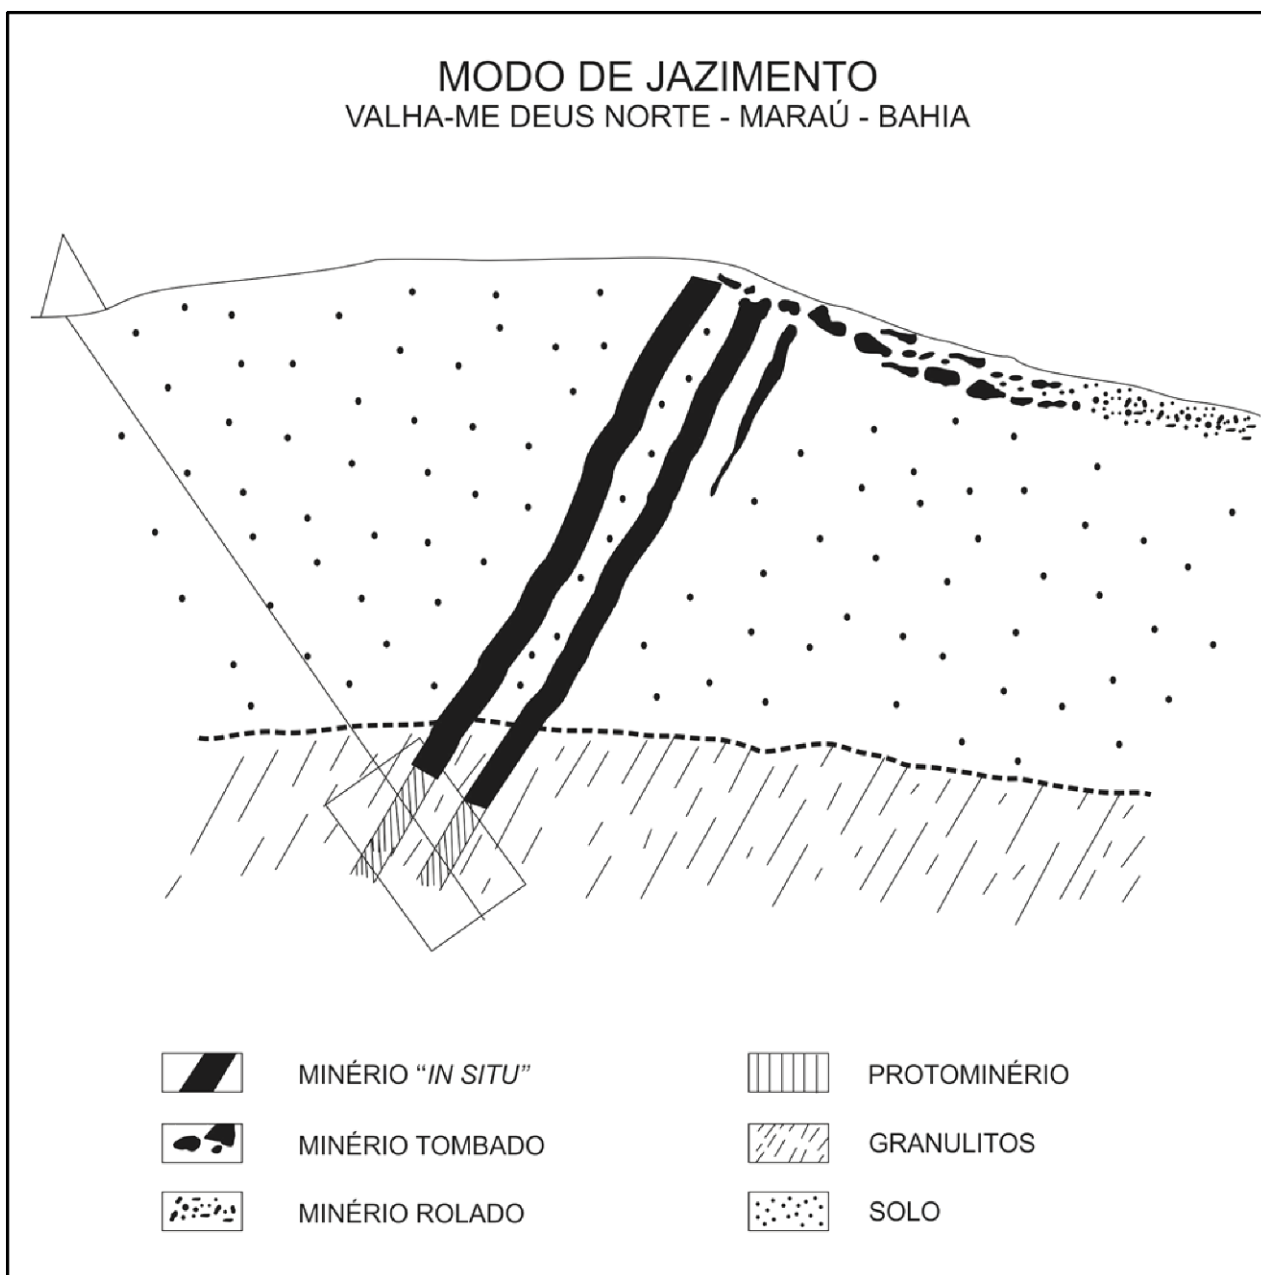 MODO DE JAZIMENTO
VALHA-ME DEUS NORTE - MARAÚ - BAHIA
MINÉRIO “IN SITU”
MINÉRIO TOMBADO
MINÉRIO ROLADO
PROTOMINÉRIO
GRANULITOS
SOLO